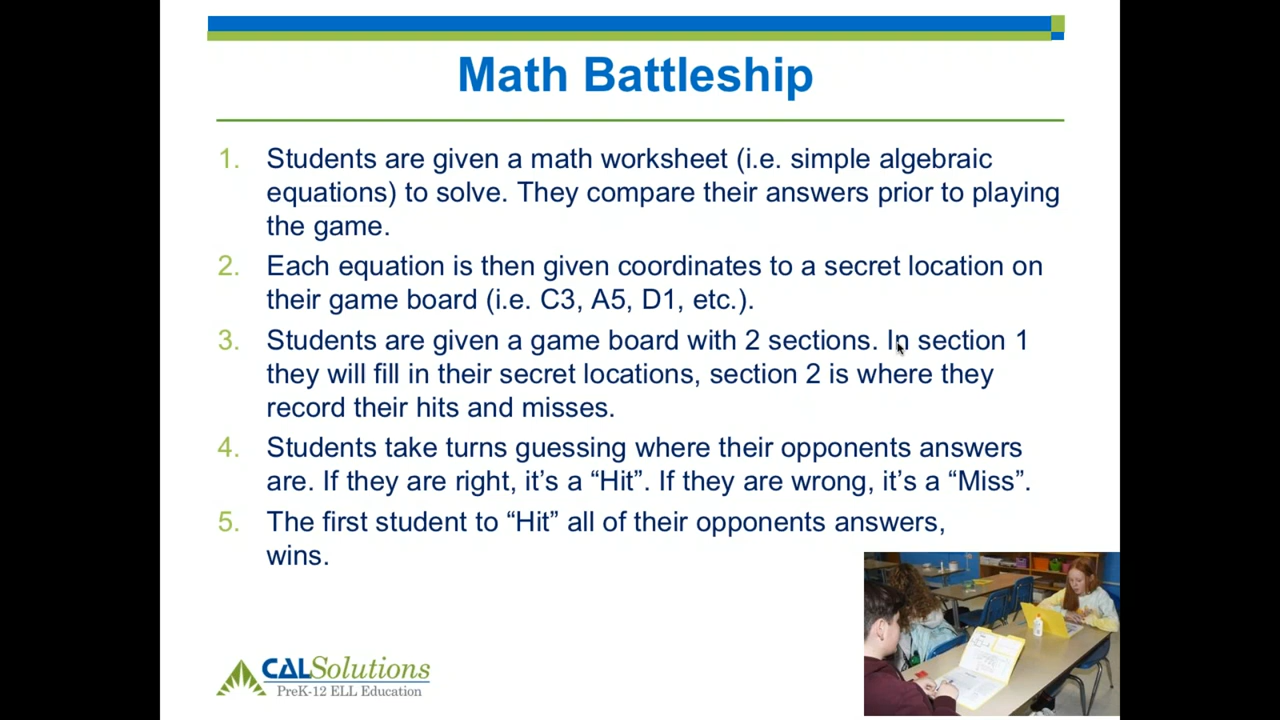 Math Battleship
1. Students are given a math worksheet (i.e. simple algebraic
equations) to solve. They compare their answers prior to playing
the game.
2. Each equation is then given coordinates to a secret location on
their game board (i.e. C3, A5, D1, etc.).
3. Students are given a game board with 2 sections. In section 1
they will fill in their secret locations, section 2 is where they
record their hits and misses.
4. Students take turns guessing where their opponents answers
are. If they are right, it’s a “Hit”. If they are wrong, it’s a “Miss”.
5. The first student to “Hit” all of their opponents answers,
wins.
CALSolutions
PreK-12 ELL Education